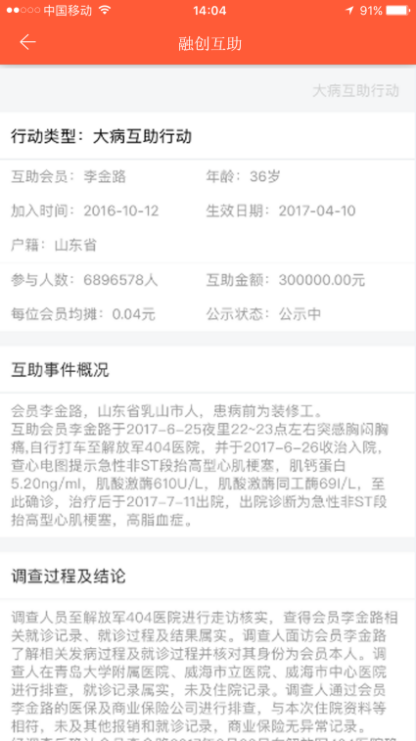 中国移动 14:04 91%
融创互助
大病互助行动
行动类型：大病互助行动
互助会员：李金路 年龄：36岁
加入时间：2016-10-12 生效日期：2017-04-10
户籍：山东省
参与人数：6896578人 互助金额：300000.00元
每位会员均摊：0.04元 公示状态：公示中
互助事件概况
会员李金路，山东省乳山市人，患病前为装修工。
互助会员李金路于2017-6-25夜里22~23点左右突感胸闷胸
痛,自行打车至解放军404医院，并于2017-6-26收治入院，
查心电图提示急性非ST段抬高型心肌梗塞，肌钙蛋白
5.20ng/ml，肌酸激酶610U/L，肌酸激酶同工酶69I/L，至
此确诊，治疗后于2017-7-11出院，出院诊断为急性非ST段
抬高型心肌梗塞，高脂血症。
调查过程及结论
调查人员至解放军404医院进行走访核实，查得会员李金路相
关就诊记录、就诊过程及结果属实。调查人面访会员李金路
了解相关发病过程及就诊过程并核对其身份为会员本人。调
查人在青岛大学附属医院、威海市立医院、威海市中心医院
进行排查，就诊记录属实，未及住院记录。调查人通过会员
李金路的医保及商业保险公司进行排查，与本次住院资料等
相符，未及其他报销和就诊记录，商业保险无异常记录。